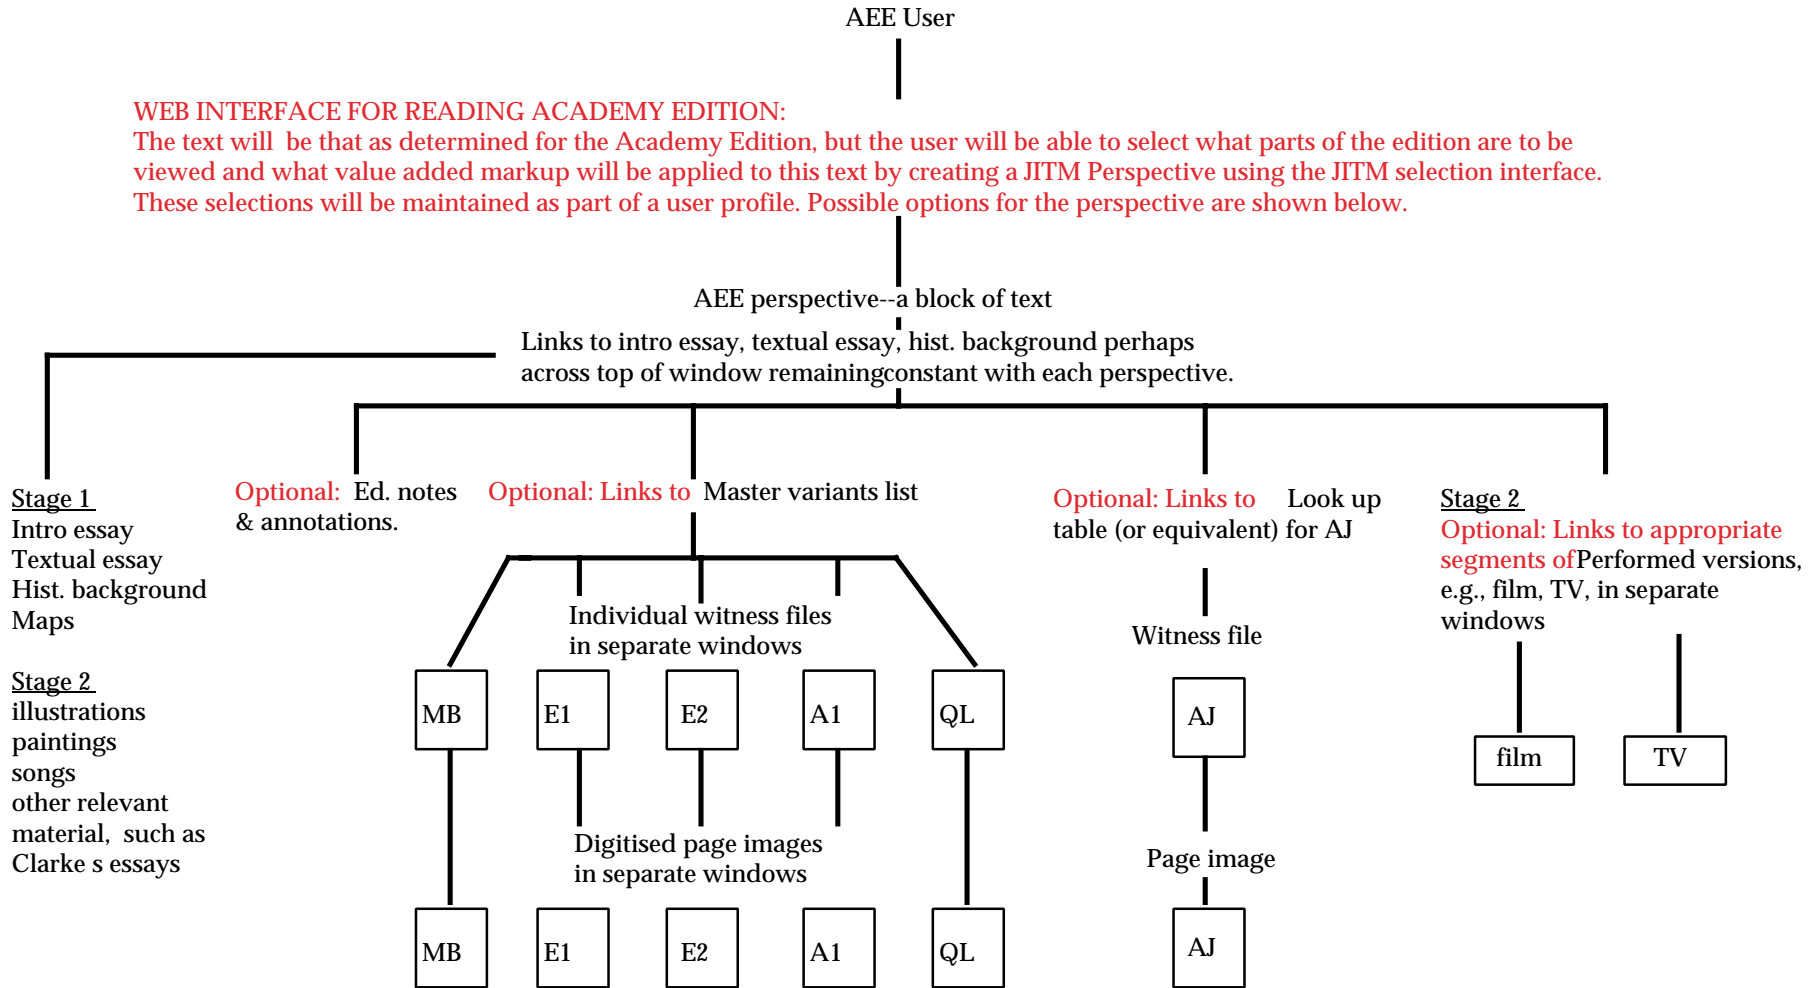 AEE User
WEB INTERFACE FOR READING ACADEMY EDITION:
The text will be that as determined for the Academy Edition, but the user will be able to select what parts of the edition are to be
viewed and what value added markup will be applied to this text by creating a JITM Perspective using the JITM selection interface.
These selections will be maintained as part of a user profile. Possible options for the perspective are shown below.
AEE perspective--a block of text
Links to intro essay, textual essay, hist. background perhaps
across top of window remainingconstant with each perspective.
Stage 1
Intro essay
Textual essay
Hist. background
Maps
Stage 2
illustrations
paintings
songs
other relevant
material, such as
Clarke s essays
Optional: Ed. notes
& annotations.
Optional: Links to Master variants list
Individual witness files
in separate windows
MB E1 E2 A1 QL
Digitised page images
in separate windows
MB E1 E2 A1 QL
Optional: Links to Look up
table (or equivalent) for AJ
Witness file
AJ
Page image
AJ
Stage 2
Optional: Links to appropriate
segments ofPerformed versions,
e.g., film, TV, in separate
windows
film TV